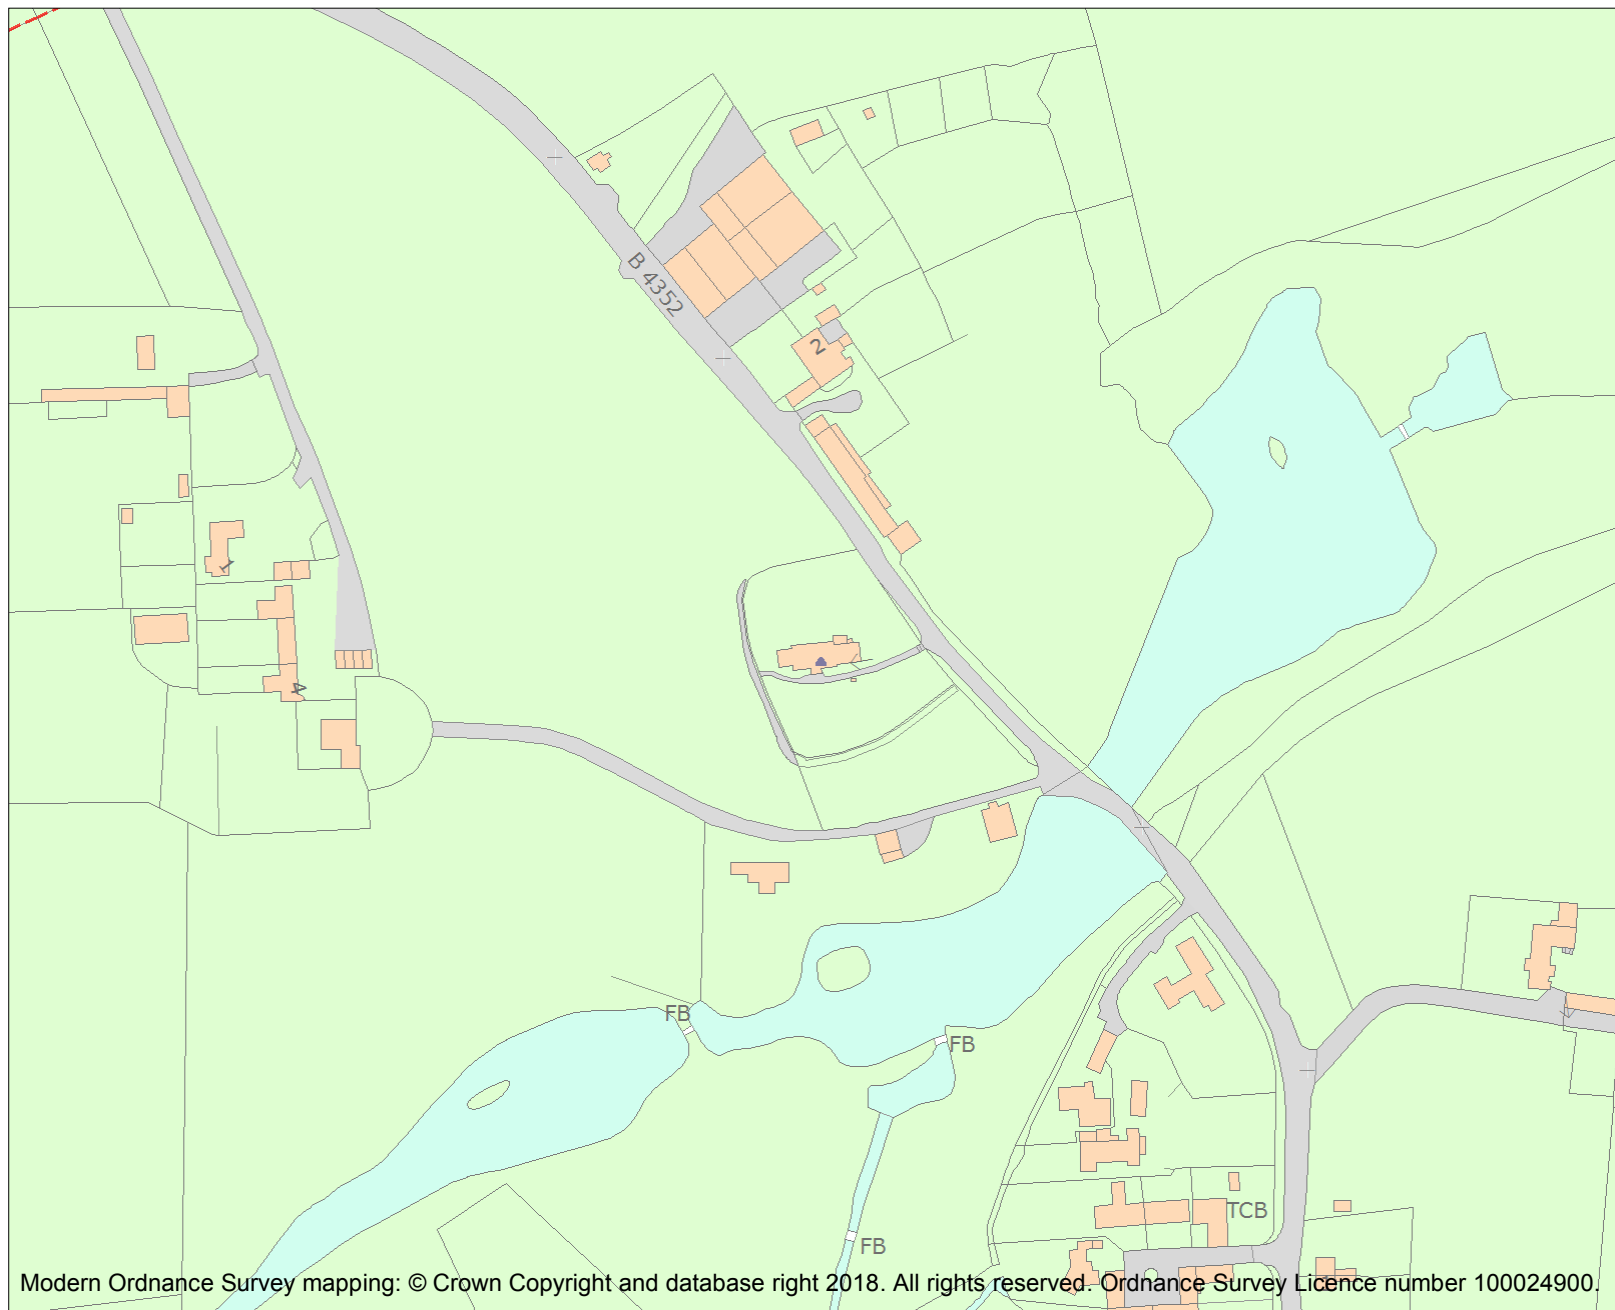 B 4352
2
1
4
FB
FB
TCB
FB
Modern Ordnance Survey mapping: © Crown Copyright and database right 2018. All rights reserved. Ordnance Survey Licence number 100024900.